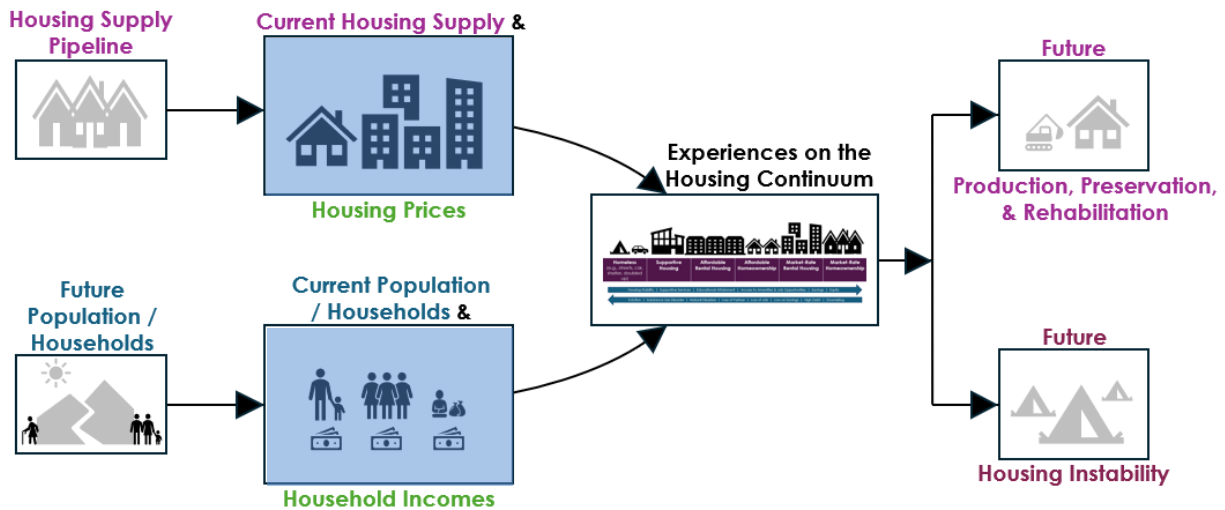 Housing Supply
Pipeline
Current Housing Supply &
Housing Prices
Future
Population /
Households
Current Population
/ Households &
Household Incomes
Experiences on the
Housing Continuum
Homeless
Supportive
Housing
Affordable
Rental Housing
Affordable
Homeownership
Market-Rate
Rental Housing
Market-Rate
Homeownership
Future
Production, Preservation,
& Rehabilitation
Future
Housing Instability